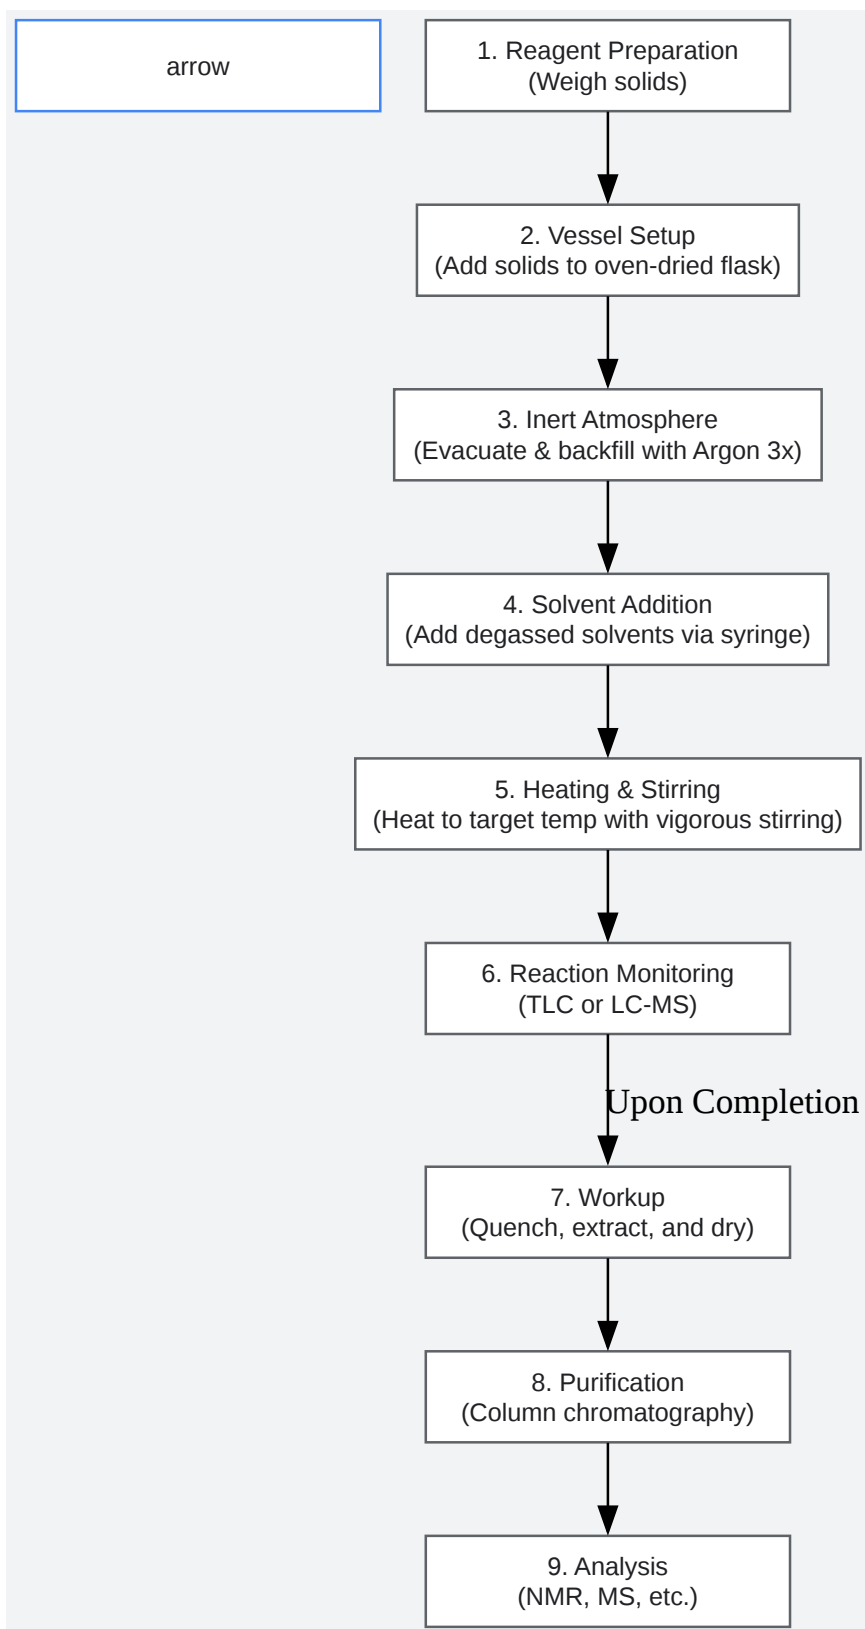 arrow
1. Reagent Preparation
(Weigh solids)
2. Vessel Setup
(Add solids to oven-dried flask)
3. Inert Atmosphere
(Evacuate & backfill with Argon 3x)
4. Solvent Addition
(Add degassed solvents via syringe)
5. Heating & Stirring
(Heat to target temp with vigorous stirring)
6. Reaction Monitoring
(TLC or LC-MS)
Upon Completion
7. Workup
(Quench, extract, and dry)
8. Purification
(Column chromatography)
9. Analysis
(NMR, MS, etc.)